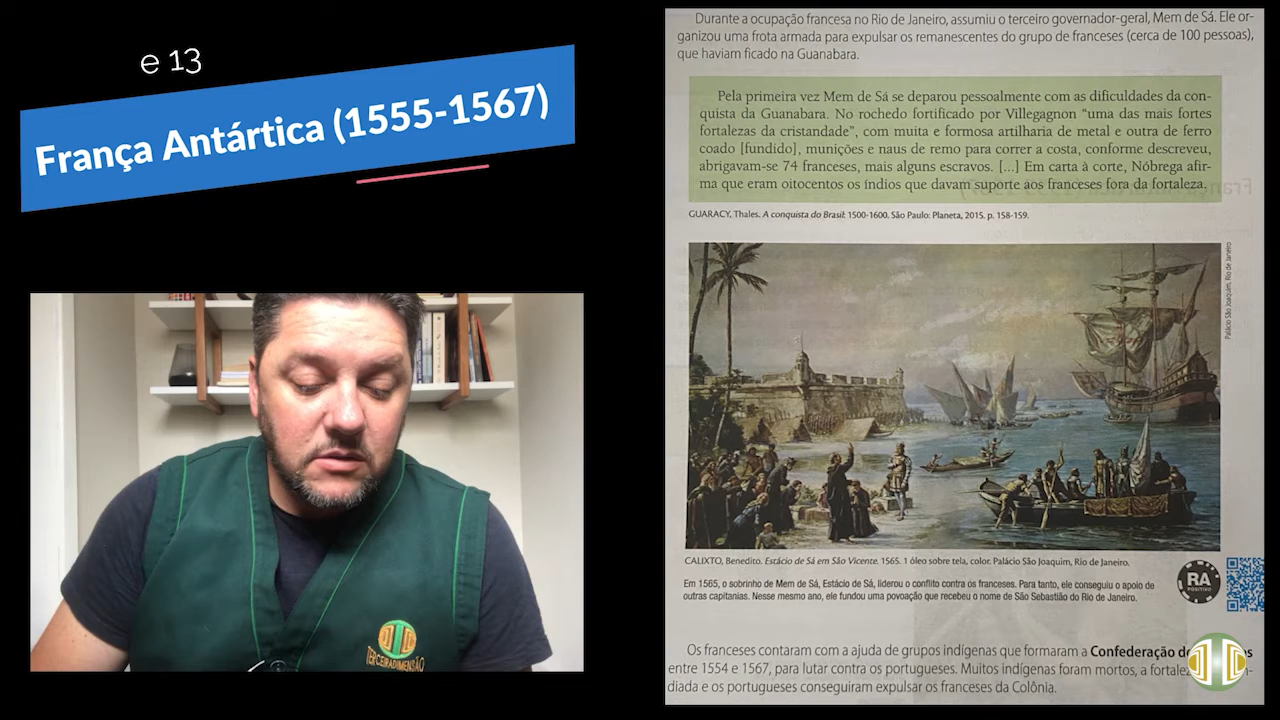 e 13
França Antártica (1555-1567)
TERCEIRADIMENSÃO
Durante a ocupação francesa no Rio de Janeiro, assumiu o terceiro governador-geral, Mem de Sá. Ele or-
ganizou uma frota armada para expulsar os remanescentes do grupo de franceses (cerca de 100 pessoas),
que haviam ficado na Guanabara.
Pela primeira vez Mem de Sá se deparou pessoalmente com as dificuldades da con-
quista da Guanabara. No rochedo fortificado por Villegagnon “uma das mais fortes
fortalezas da cristandade”, com muita e formosa artilharia de metal e outra de ferro
coado [fundido], munições e naus de remo para correr a costa, conforme descreveu,
abrigavam-se 74 franceses, mais alguns escravos. [...] Em carta à corte, Nóbrega afir-
ma que eram oitocentos os índios que davam suporte aos franceses fora da fortaleza.
GUARACY, Thales. A conquista do Brasil: 1500-1600. São Paulo: Planeta, 2015. p. 158-159.
Palácio São Joaquim, Rio de Janeiro
CALIXTO, Benedito. Estácio de Sá em São Vicente. 1565. 1 óleo sobre tela, color. Palácio São Joaquim, Rio de Janeiro.
Em 1565, o sobrinho de Mem de Sá, Estácio de Sá, liderou o conflito contra os franceses. Para tanto, ele conseguiu o apoio de
outras capitanias. Nesse mesmo ano, ele fundou uma povoação que recebeu o nome de São Sebastião do Rio de Janeiro.
RA
POSITIVO
Os franceses contaram com a ajuda de grupos indígenas que formaram a Confederação
entre 1554 e 1567, para lutar contra os portugueses. Muitos indígenas foram mortos, a
diada e os portugueses conseguiram expulsar os franceses da Colônia.